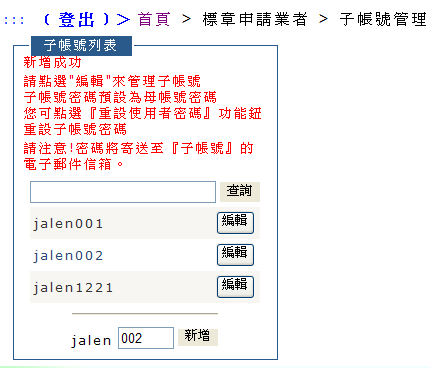 ::: (登出)> 首頁 > 標章申請業者 > 子帳號管理
子帳號列表
新增成功
請點選"編輯"來管理子帳號
子帳號密碼預設為母帳號密碼
您可點選『重設使用者密碼』功能鈕
重設子帳號密碼
請注意!密碼將寄送至『子帳號』的
電子郵件信箱。
查詢
jalen001 編輯
jalen002 編輯
jalen1221 編輯
jalen 002 新增